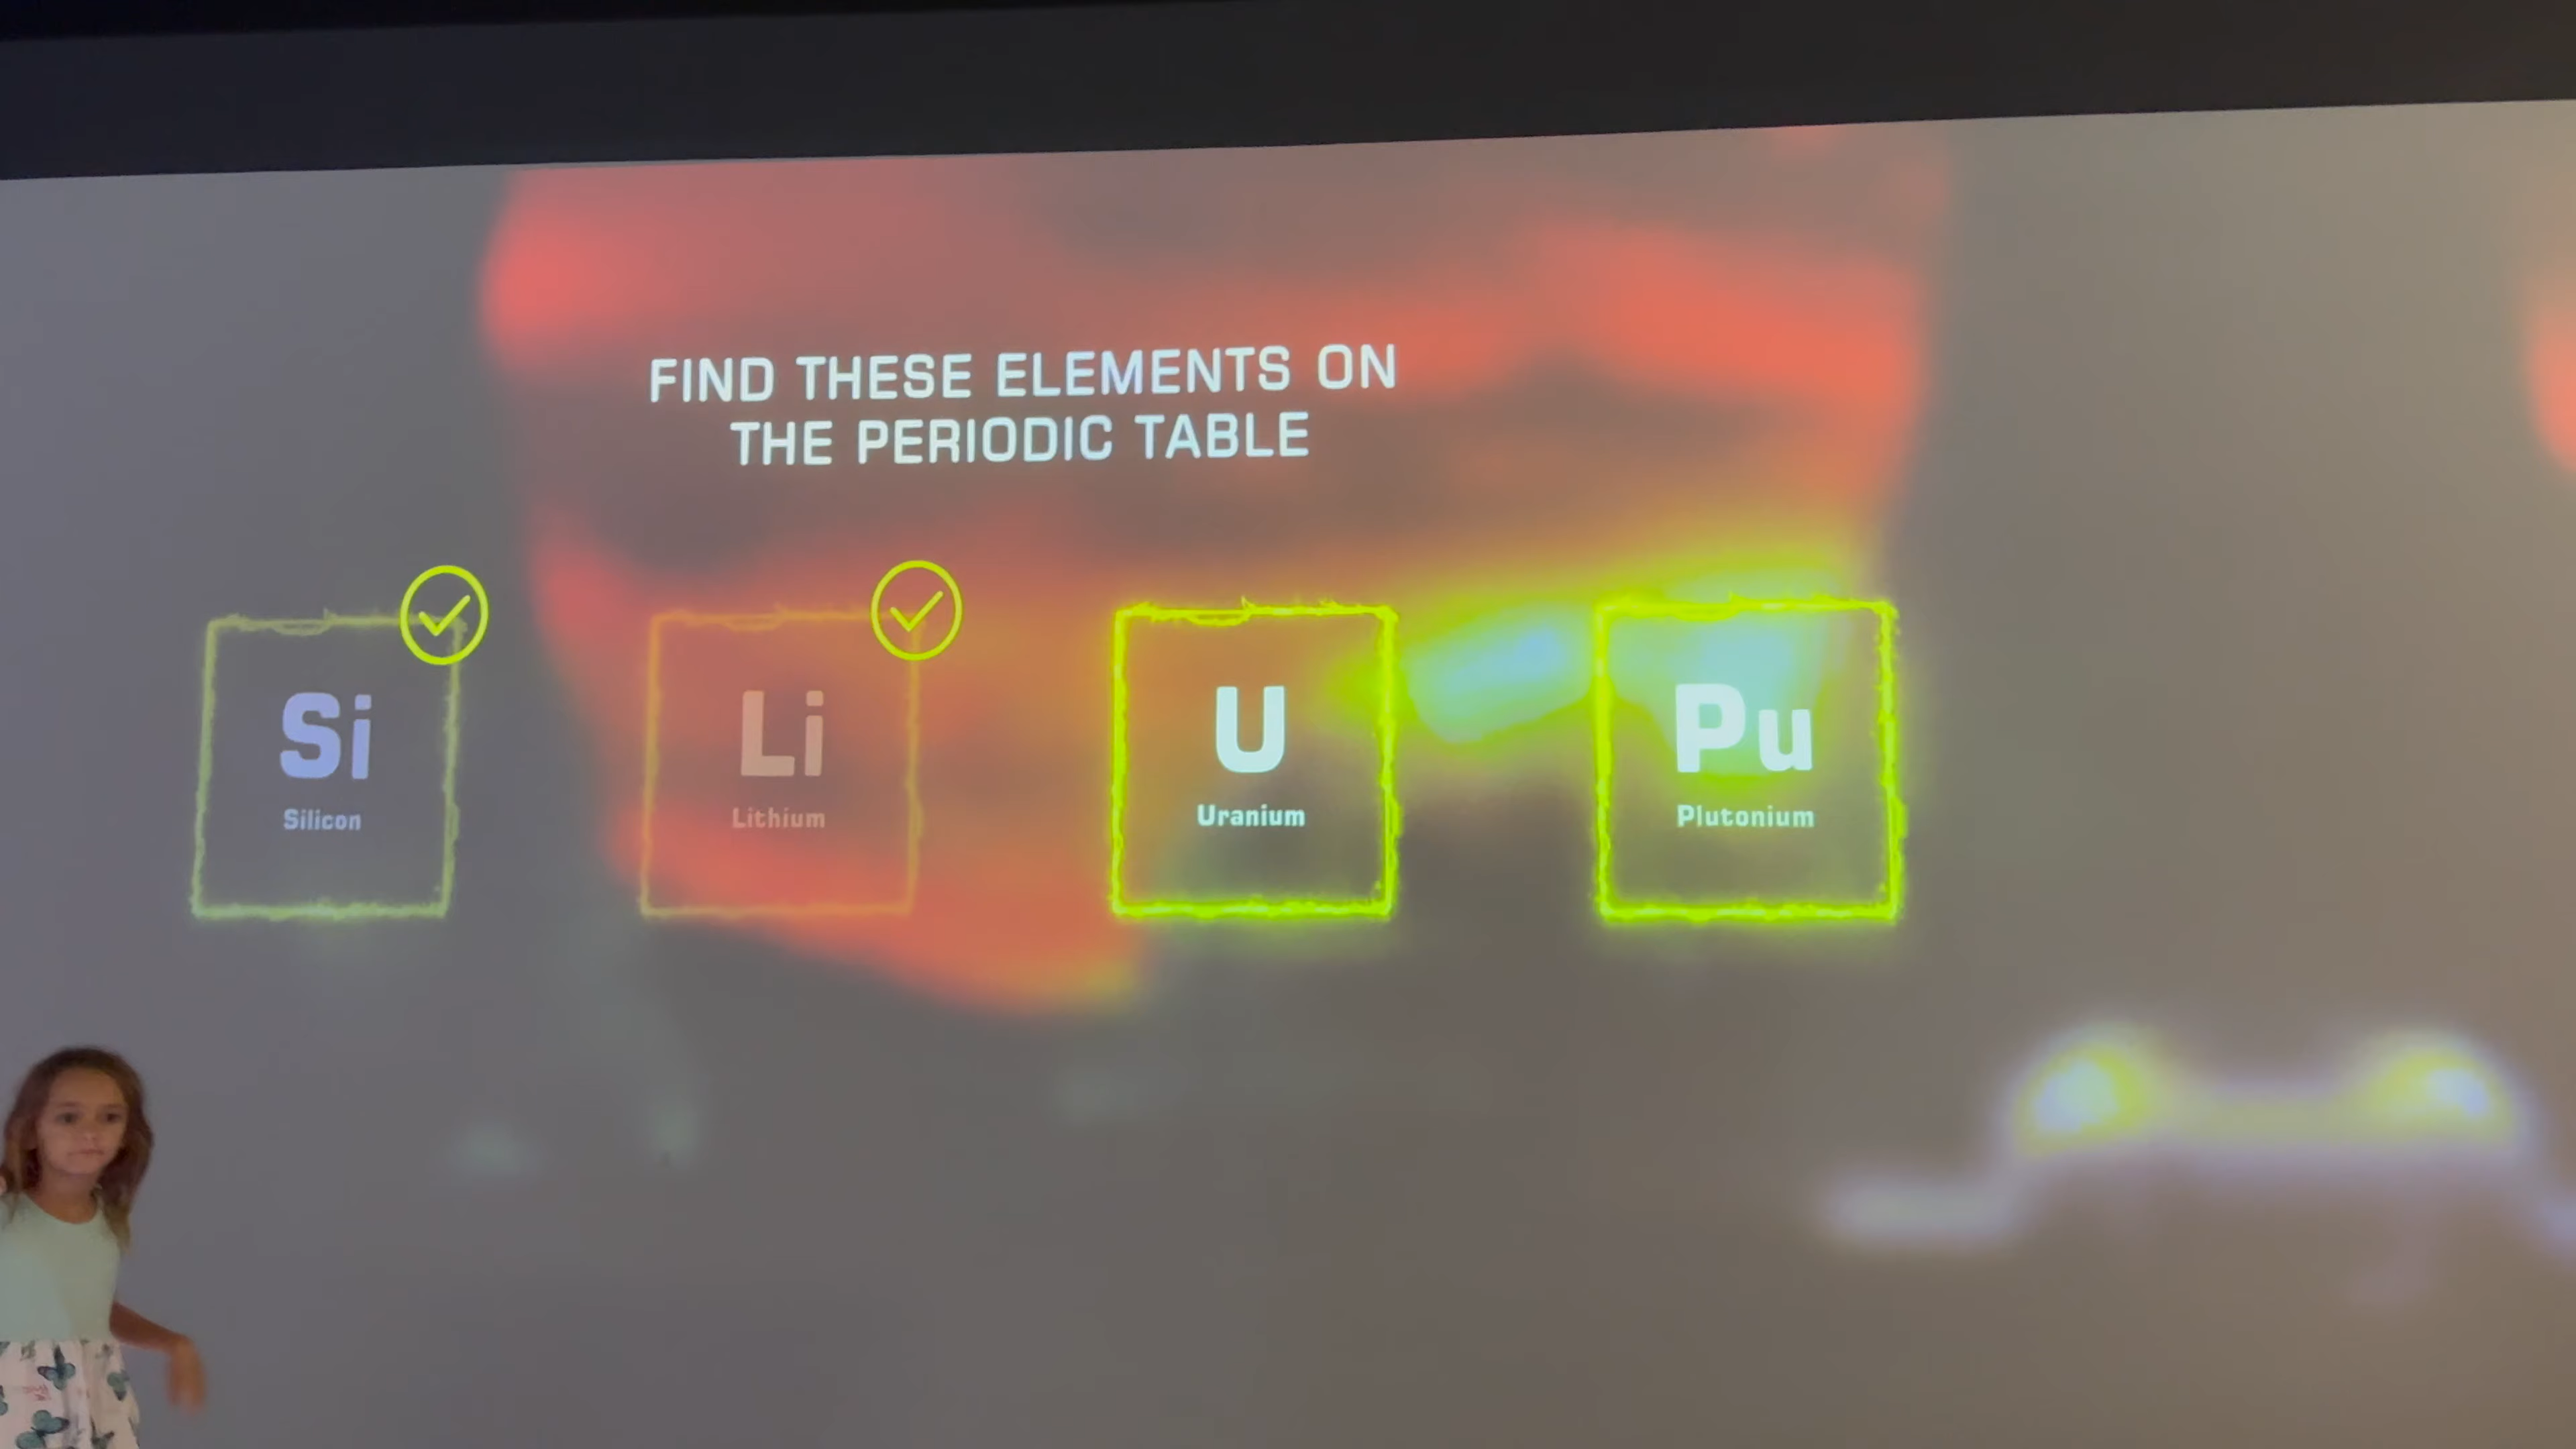 FIND THESE ELEMENTS ON
THE PERIODIC TABLE
Si
Silicon
Li
Lithium
U
Uranium
Pu
Plutonium